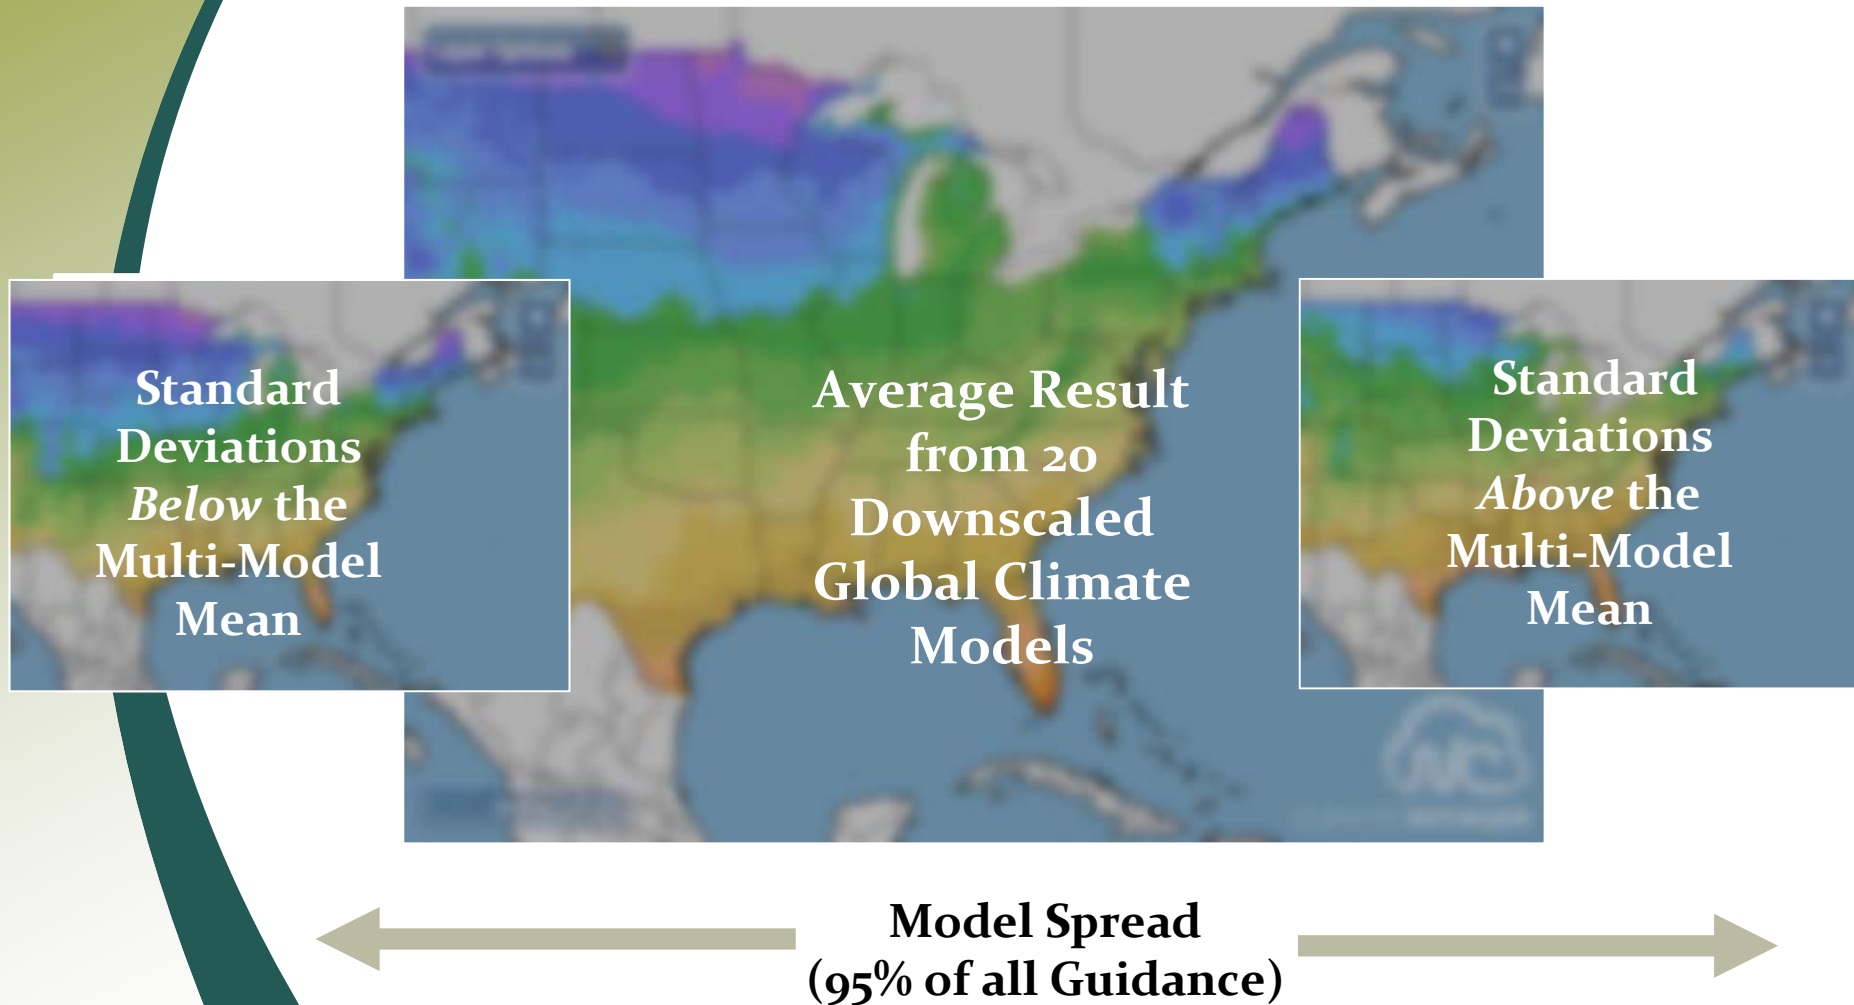 Standard
Deviations
Below the
Multi-Model
Mean
Average Result
from 20
Downscaled
Global Climate
Models
Standard
Deviations
Above the
Multi-Model
Mean
NC
Model Spread
(95% of all Guidance)